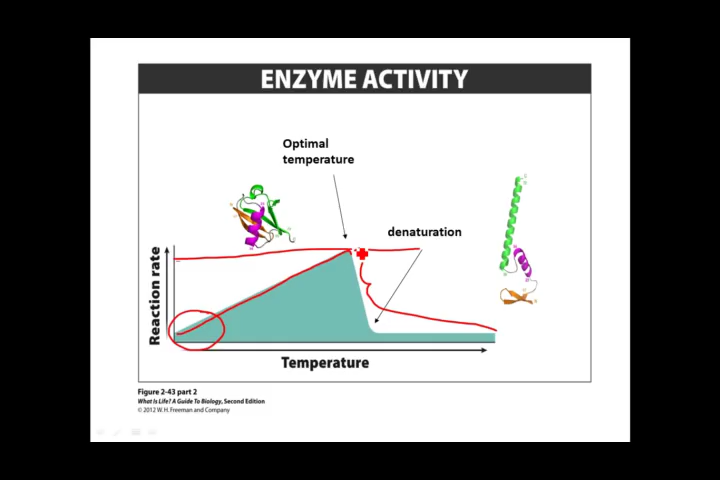 ENZYME ACTIVITY
Optimal
temperature
denaturation
Reaction rate
Temperature
Figure 2-43 part 2
What Is Life? A Guide To Biology, Second Edition
© 2012 W. H. Freeman and Company